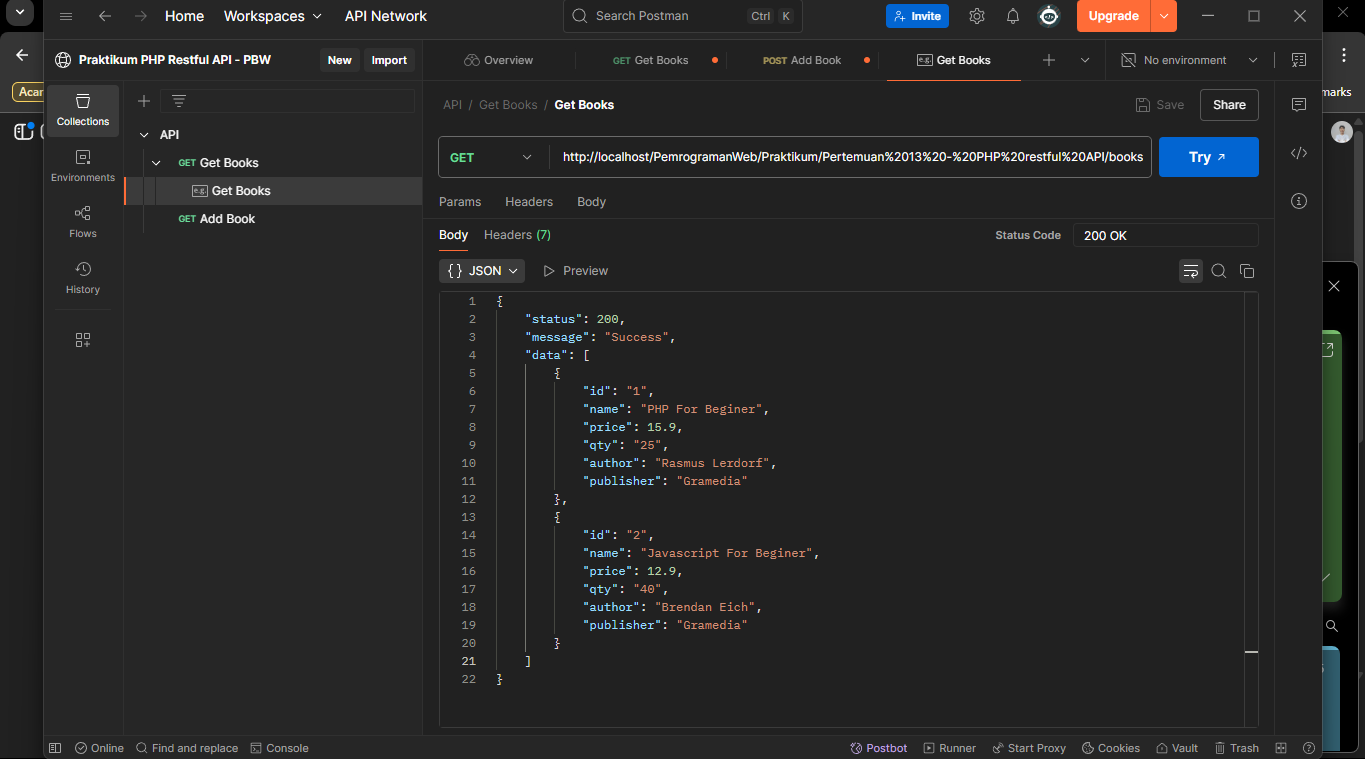 Home Workspaces API Network Search Postman Ctrl K Invite Upgrade
Praktikum PHP Restful API - PBW New Import Overview GET Get Books POST Add Book e.g. Get Books No environment
Acar
marks
Collections
Environments
Flows
History
API
GET Get Books
e.g. Get Books
GET Add Book
API / Get Books / Get Books Save Share
GET http://localhost/PemrogramanWeb/Praktikum/Pertemuan%2013%20-%20PHP%20restful%20API/books Try
Params Headers Body
Body Headers (7) Status Code 200 OK
{} JSON Preview
1 {
2 "status": 200,
3 "message": "Success",
4 "data": [
5 {
6 "id": "1",
7 "name": "PHP For Beginer",
8 "price": 15.9,
9 "qty": "25",
10 "author": "Rasmus Lerdorf",
11 "publisher": "Gramedia"
12 },
13 {
14 "id": "2",
15 "name": "Javascript For Beginer",
16 "price": 12.9,
17 "qty": "40",
18 "author": "Brendan Eich",
19 "publisher": "Gramedia"
20 }
21 ]
22 }
Online Find and replace Console Postbot Runner Start Proxy Cookies Vault Trash